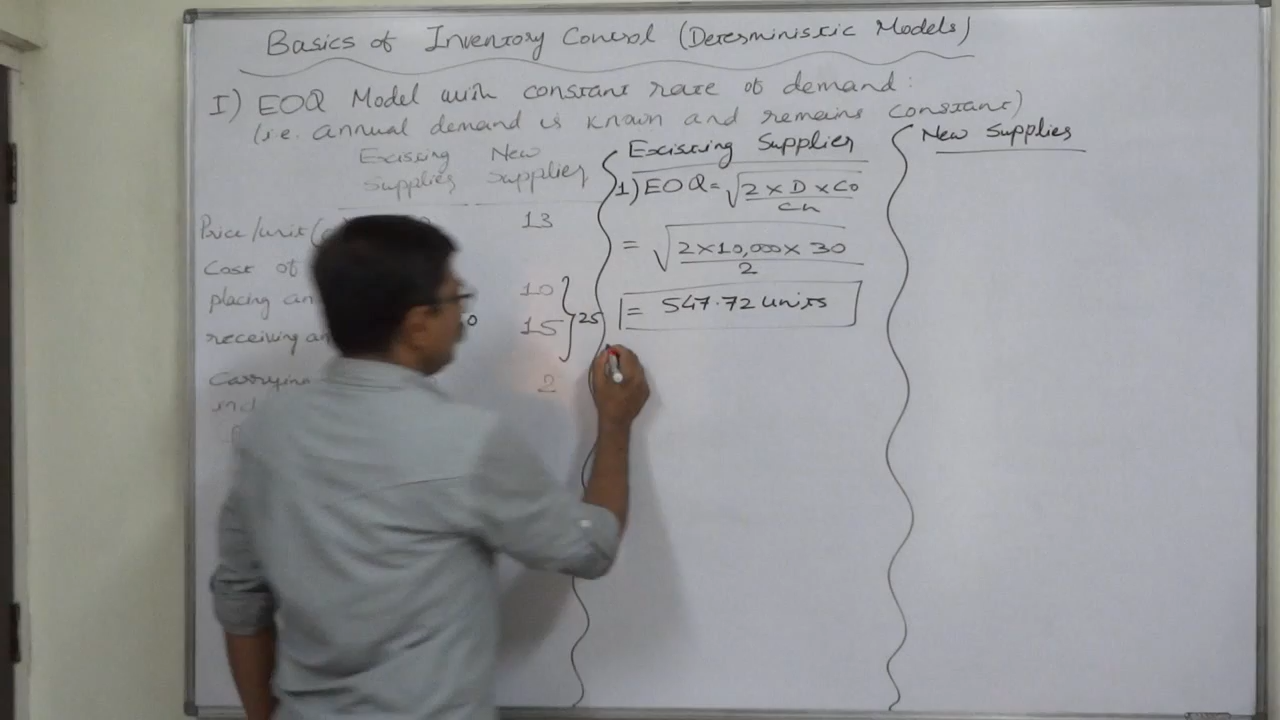 Basics of Inventory Control (Deterministic Models)
I) EOQ Model with constant rate of demand:
(i.e. annual demand is known and remains constant)
Existing New
Supplier Supplier
Price/unit 13
Cost of
placing an 10
receiving an 15 } 25
Carrying 2
Existing Supplier
1) EOQ = √2 × D × Co
Ch
= √2×10,000× 30
2
= 547.72 units
New Supplier